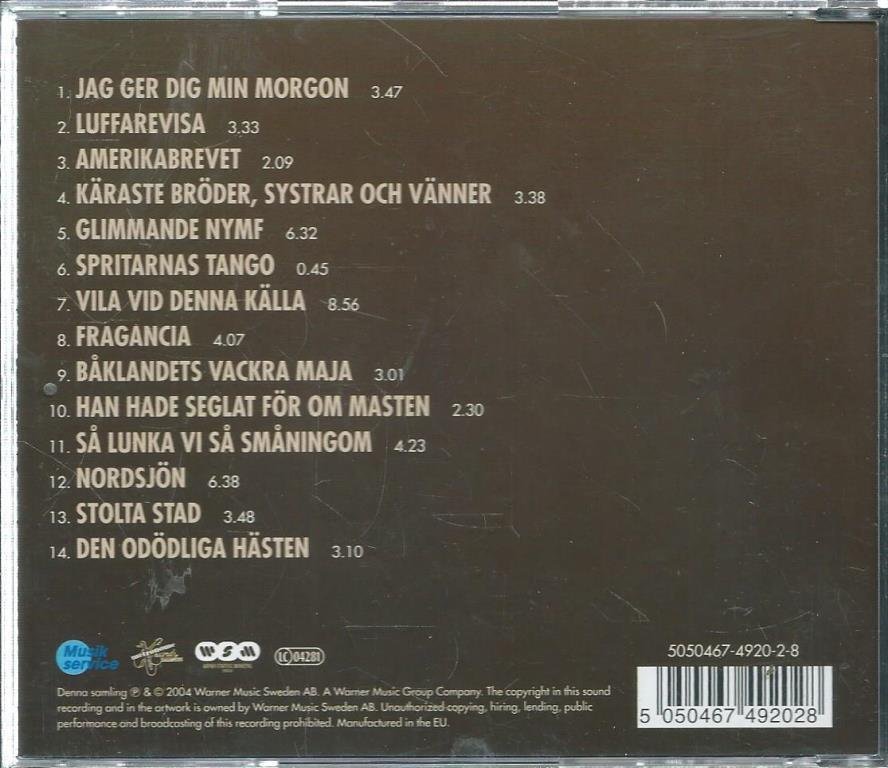 1. JAG GER DIG MIN MORGON 3.47
2. LUFFAREVISA 3.33
3. AMERIKABREVET 2.09
4. KÄRASTE BRÖDER, SYSTRAR OCH VÄNNER 3.38
5. GLIMMANDE NYMF 6.32
6. SPRITARNAS TANGO 0.45
7. VILA VID DENNA KÄLLA 8.56
8. FRAGANCIA 4.07
9. BÅKLANDETS VACKRA MAJA 3.01
10. HAN HADE SEGLAT FÖR OM MASTEN 2.30
11. SÅ LUNKA VI SÅ SMÅNINGOM 4.23
12. NORDSJÖN 6.38
13. STOLTA STAD 3.48
14. DEN ODÖDLIGA HÄSTEN 3.10
Musik
service
WSM
LC 04281
5050467-4920-2-8
Denna samling ℗ & © 2004 Warner Music Sweden AB. A Warner Music Group Company. The copyright in this sound
recording and in the artwork is owned by Warner Music Sweden AB. Unauthorized copying, hiring, lending, public
performance and broadcasting of this recording prohibited. Manufactured in the EU.
5 050467 492028